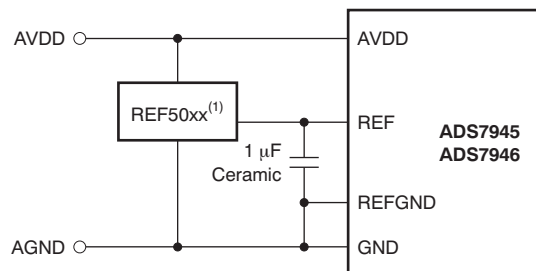 AVDD
AVDD
REF50xx(1)
REF
ADS7945
ADS7946
1 μF
Ceramic
REFGND
AGND
GND